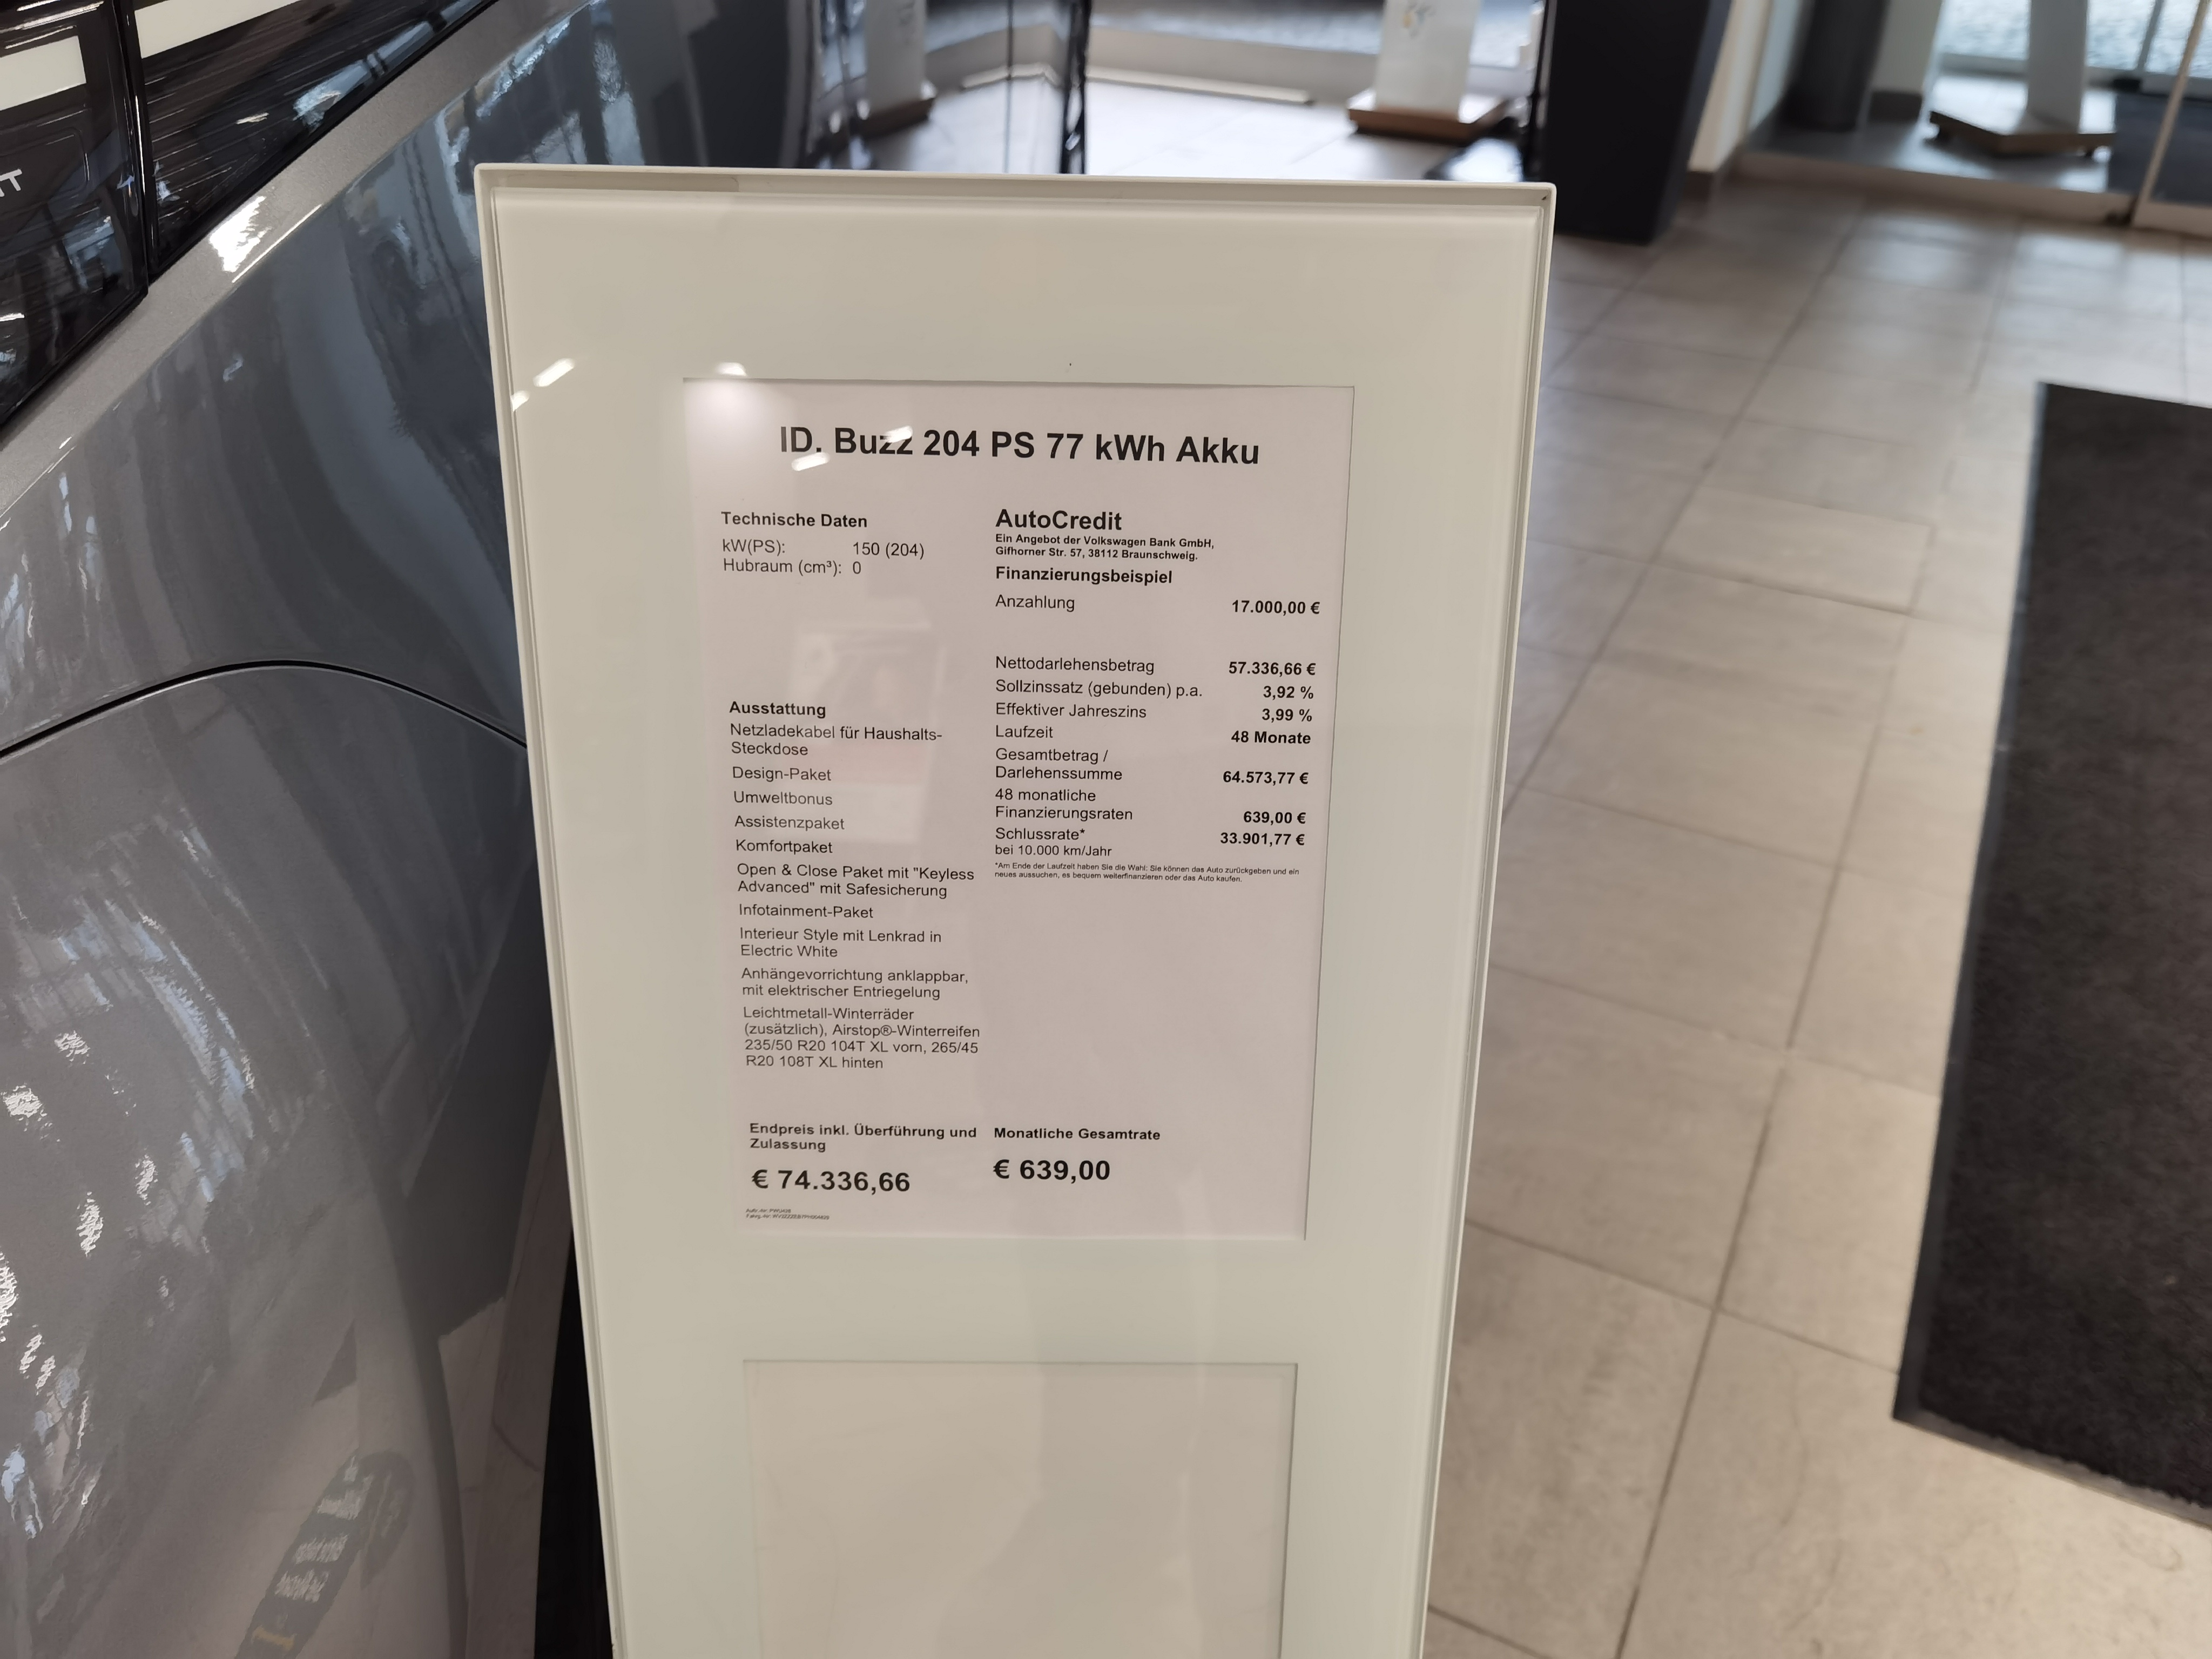 ID. Buzz 204 PS 77 kWh Akku
Technische Daten
kW(PS): 150 (204)
Hubraum (cm³): 0
Ausstattung
Netzladekabel für Haushalts-
Steckdose
Design-Paket
Umweltbonus
Assistenzpaket
Komfortpaket
Open & Close Paket mit "Keyless
Advanced" mit Safesicherung
Infotainment-Paket
Interieur Style mit Lenkrad in
Electric White
Anhängevorrichtung anklappbar,
mit elektrischer Entriegelung
Leichtmetall-Winterräder
(zusätzlich), Airstop®-Winterreifen
235/50 R20 104T XL vorn, 265/45
R20 108T XL hinten
Endpreis inkl. Überführung und
Zulassung
€ 74.336,66
AutoCredit
Ein Angebot der Volkswagen Bank GmbH,
Gifhorner Str. 57, 38112 Braunschweig.
Finanzierungsbeispiel
Anzahlung 17.000,00 €
Nettodarlehensbetrag 57.336,66 €
Sollzinssatz (gebunden) p.a. 3,92 %
Effektiver Jahreszins 3,99 %
Laufzeit 48 Monate
Gesamtbetrag /
Darlehenssumme 64.573,77 €
48 monatliche
Finanzierungsraten 639,00 €
Schlussrate* 33.901,77 €
bei 10.000 km/Jahr
*Am Ende der Laufzeit haben Sie die Wahl: Sie können das Auto zurückgeben und ein
neues aussuchen, es bequem weiterfinanzieren oder das Auto kaufen.
Monatliche Gesamtrate
€ 639,00